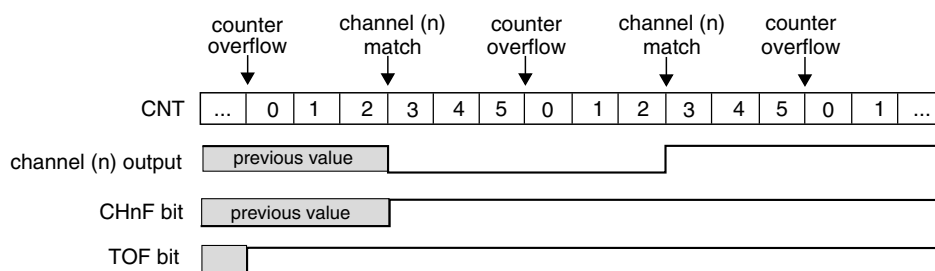 counter overflow
channel (n) match
counter overflow
channel (n) match
counter overflow
CNT ... 0 1 2 3 4 5 0 1 2 3 4 5 0 1 ...
channel (n) output previous value
CHnF bit previous value
TOF bit